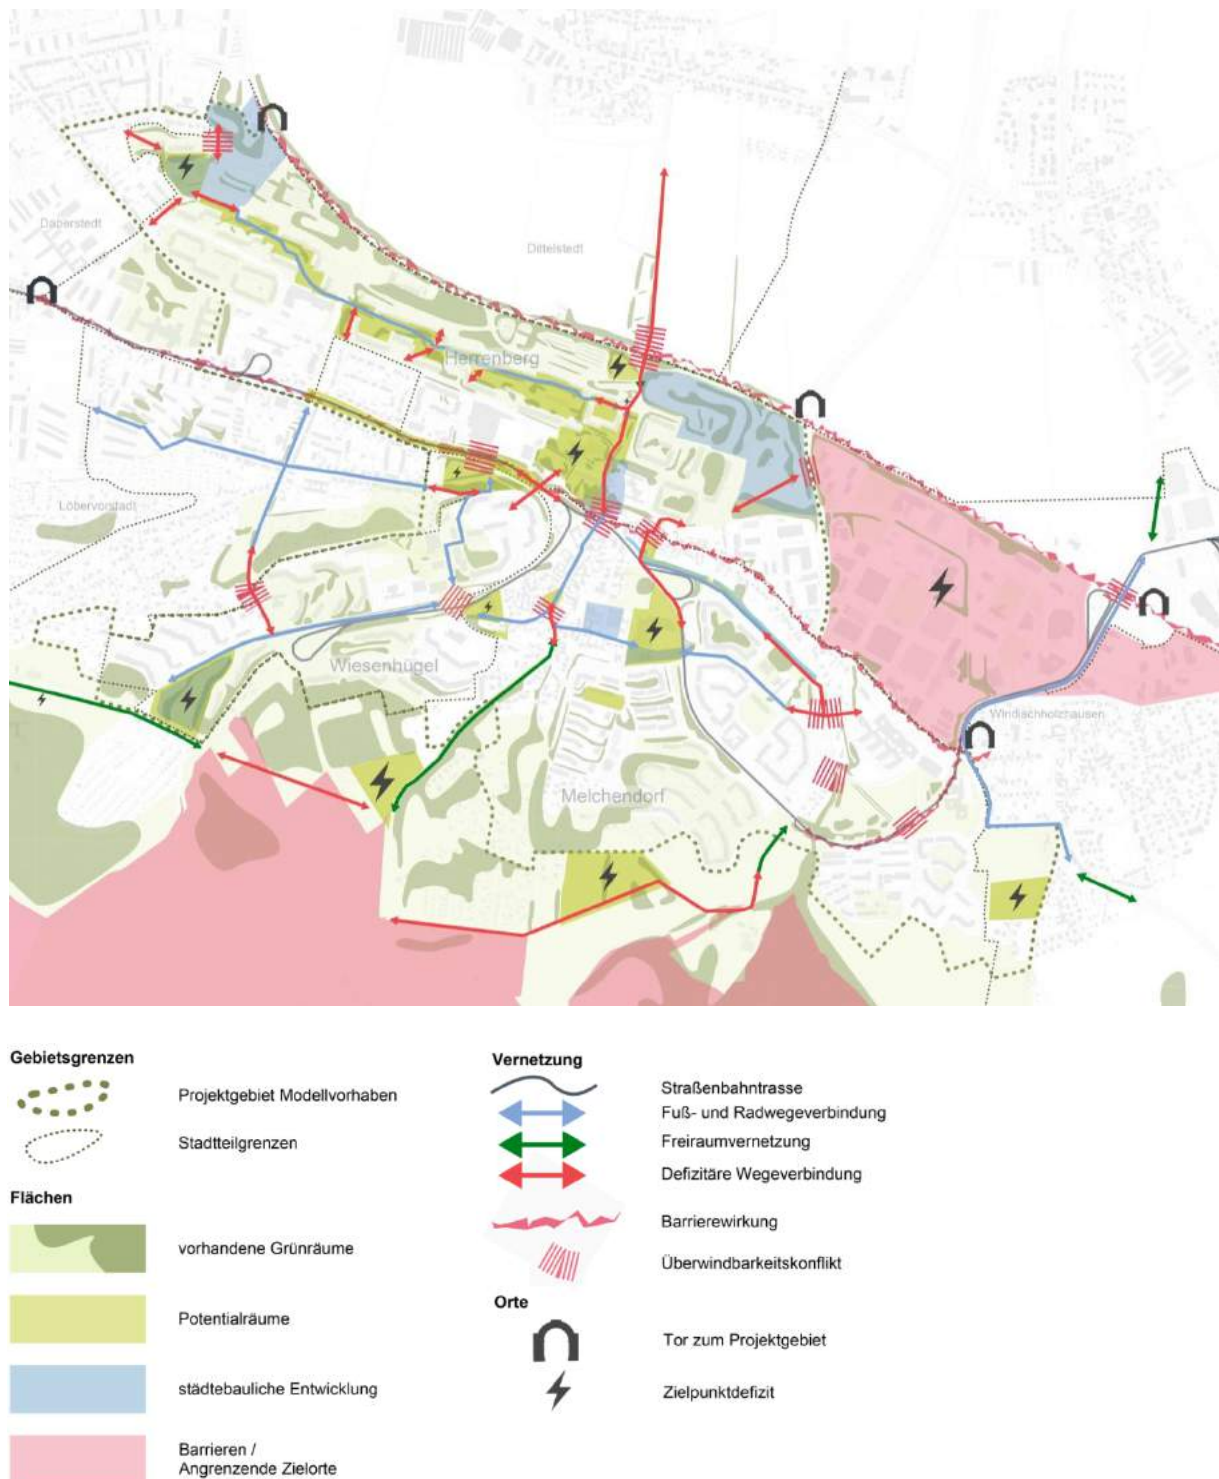 Daberstedt
Dittelstedt
Herrenberg
Löbervorstadt
Wiesenhügel
Windischholzhausen
Melchendorf
Gebietsgrenzen
Projektgebiet Modellvorhaben
Stadtteilgrenzen
Flächen
vorhandene Grünräume
Potentialräume
städtebauliche Entwicklung
Barrieren /
Angrenzende Zielorte
Vernetzung
Straßenbahntrasse
Fuß- und Radwegeverbindung
Freiraumvernetzung
Defizitäre Wegeverbindung
Barrierewirkung
Überwindbarkeitskonflikt
Orte
Tor zum Projektgebiet
Zielpunktdefizit